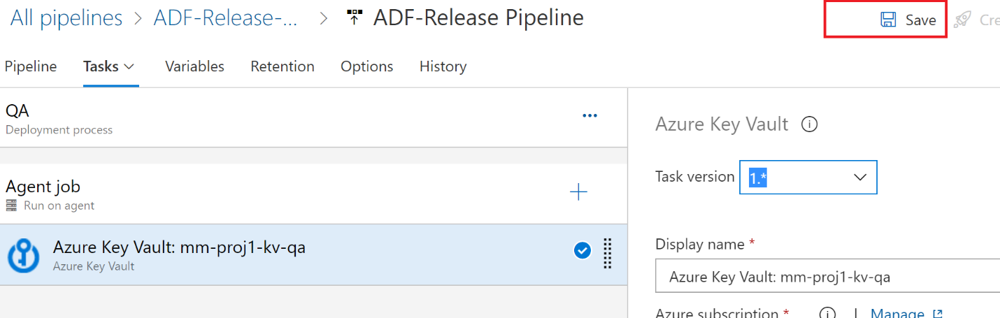 All pipelines > ADF-Release-... > ADF-Release Pipeline Save Cre
Pipeline Tasks Variables Retention Options History
QA
Deployment process
Agent job
Run on agent
Azure Key Vault: mm-proj1-kv-qa
Azure Key Vault
Azure Key Vault
Task version 1.*
Display name *
Azure Key Vault: mm-proj1-kv-qa
Azure subscription * | Manage